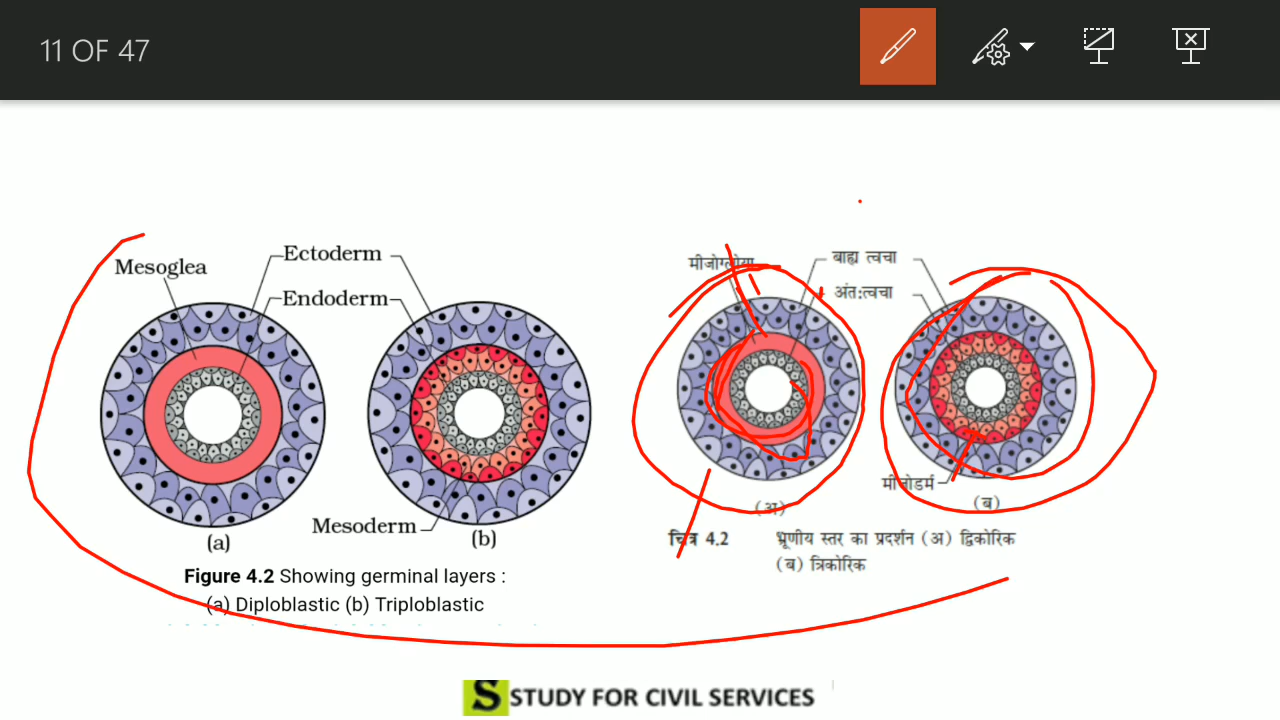 11 OF 47
Mesoglea
Ectoderm
Endoderm
Mesoderm
(a)
(b)
Figure 4.2 Showing germinal layers :
(a) Diploblastic (b) Triploblastic
मीजोग्लीया
बाह्य त्वचा
अंत:त्वचा
मीजोडर्म
(अ)
(ब)
चित्र 4.2 भ्रूणीय स्तर का प्रदर्शन (अ) द्विकोरिक
(ब) त्रिकोरिक
S STUDY FOR CIVIL SERVICES